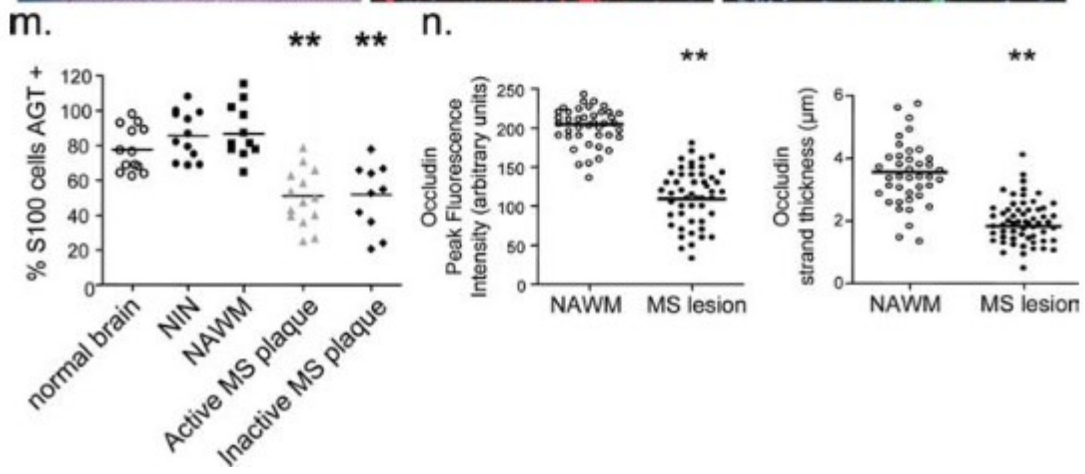 m.
** **
% S100 cells AGT +
120
100
80
60
40
20
0
normal brain
NIN
NAWM
Active MS plaque
Inactive MS plaque
n.
**
Occludin
Peak Fluorescence
Intensity (arbitrary units)
250
200
150
100
50
0
NAWM MS lesion
**
Occludin
strand thickness (μm)
6
4
2
0
NAWM MS lesion